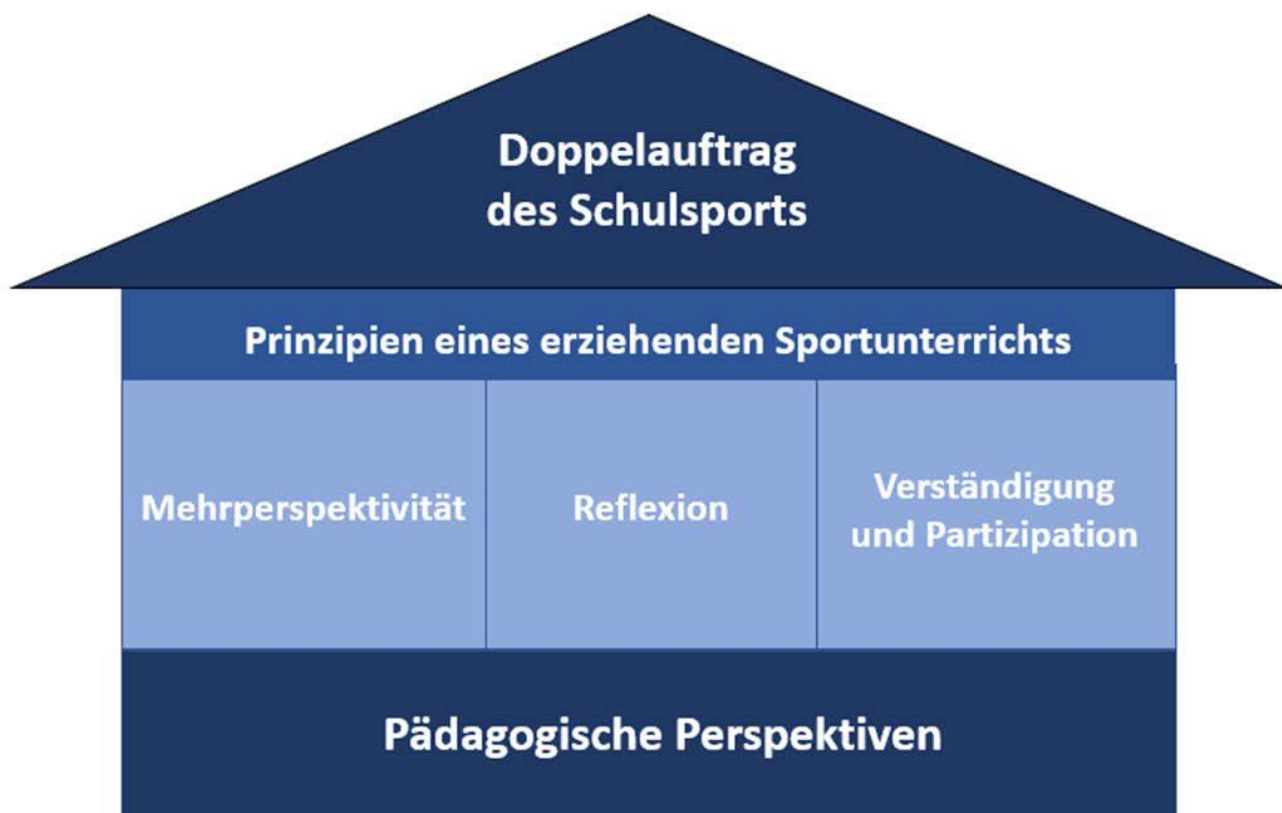 Doppelauftrag
des Schulsports
Prinzipien eines erziehenden Sportunterrichts
Mehrperspektivität
Reflexion
Verständigung
und Partizipation
Pädagogische Perspektiven